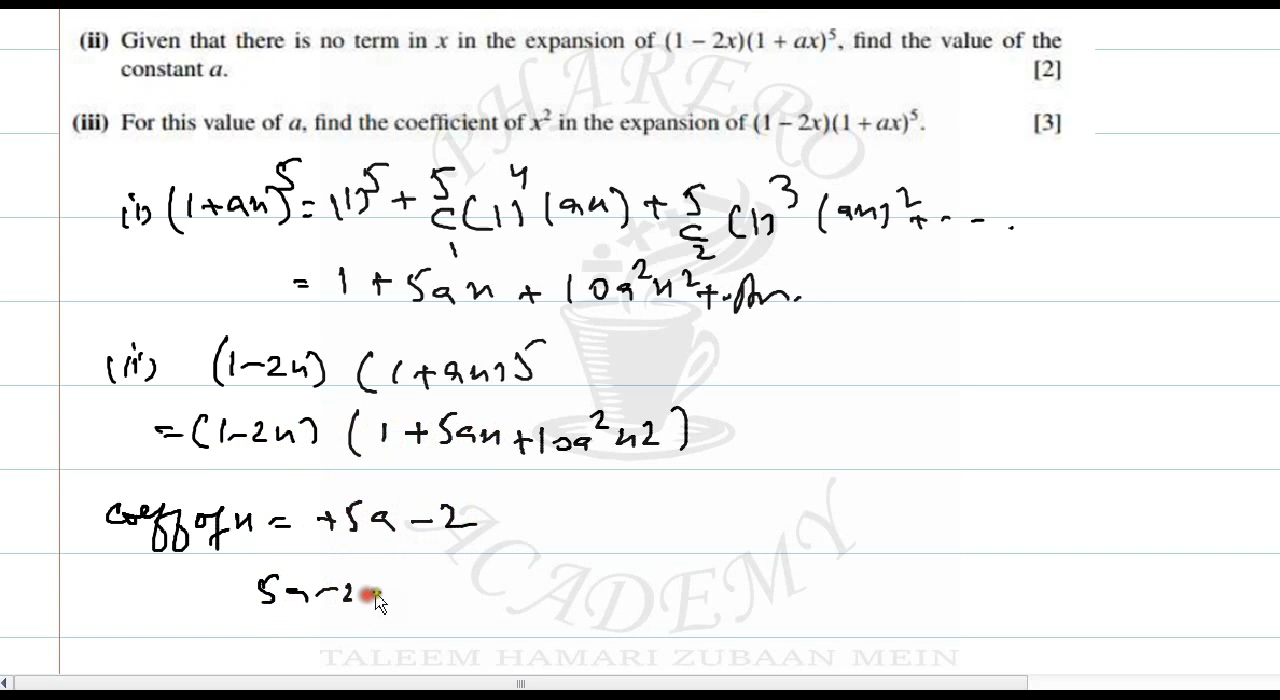 (ii) Given that there is no term in x in the expansion of (1 − 2x)(1 + ax)⁵, find the value of the
constant a. [2]
(iii) For this value of a, find the coefficient of x² in the expansion of (1 − 2x)(1 + ax)⁵. [3]
(i) (1+ax)⁵ = (1)⁵ + ⁵C₁ (1)⁴ (ax) + ⁵C₂ (1)³ (ax)² + - - .
= 1 + 5ax + 10a²x² + .. Ans.
(ii) (1-2x) (1+ax)5
= (1-2x) (1+5ax+10a²x2)
coeff of x = +5a - 2
5a-2
PHARERO
ACADEMY
TALEEM HAMARI ZUBAAN MEIN